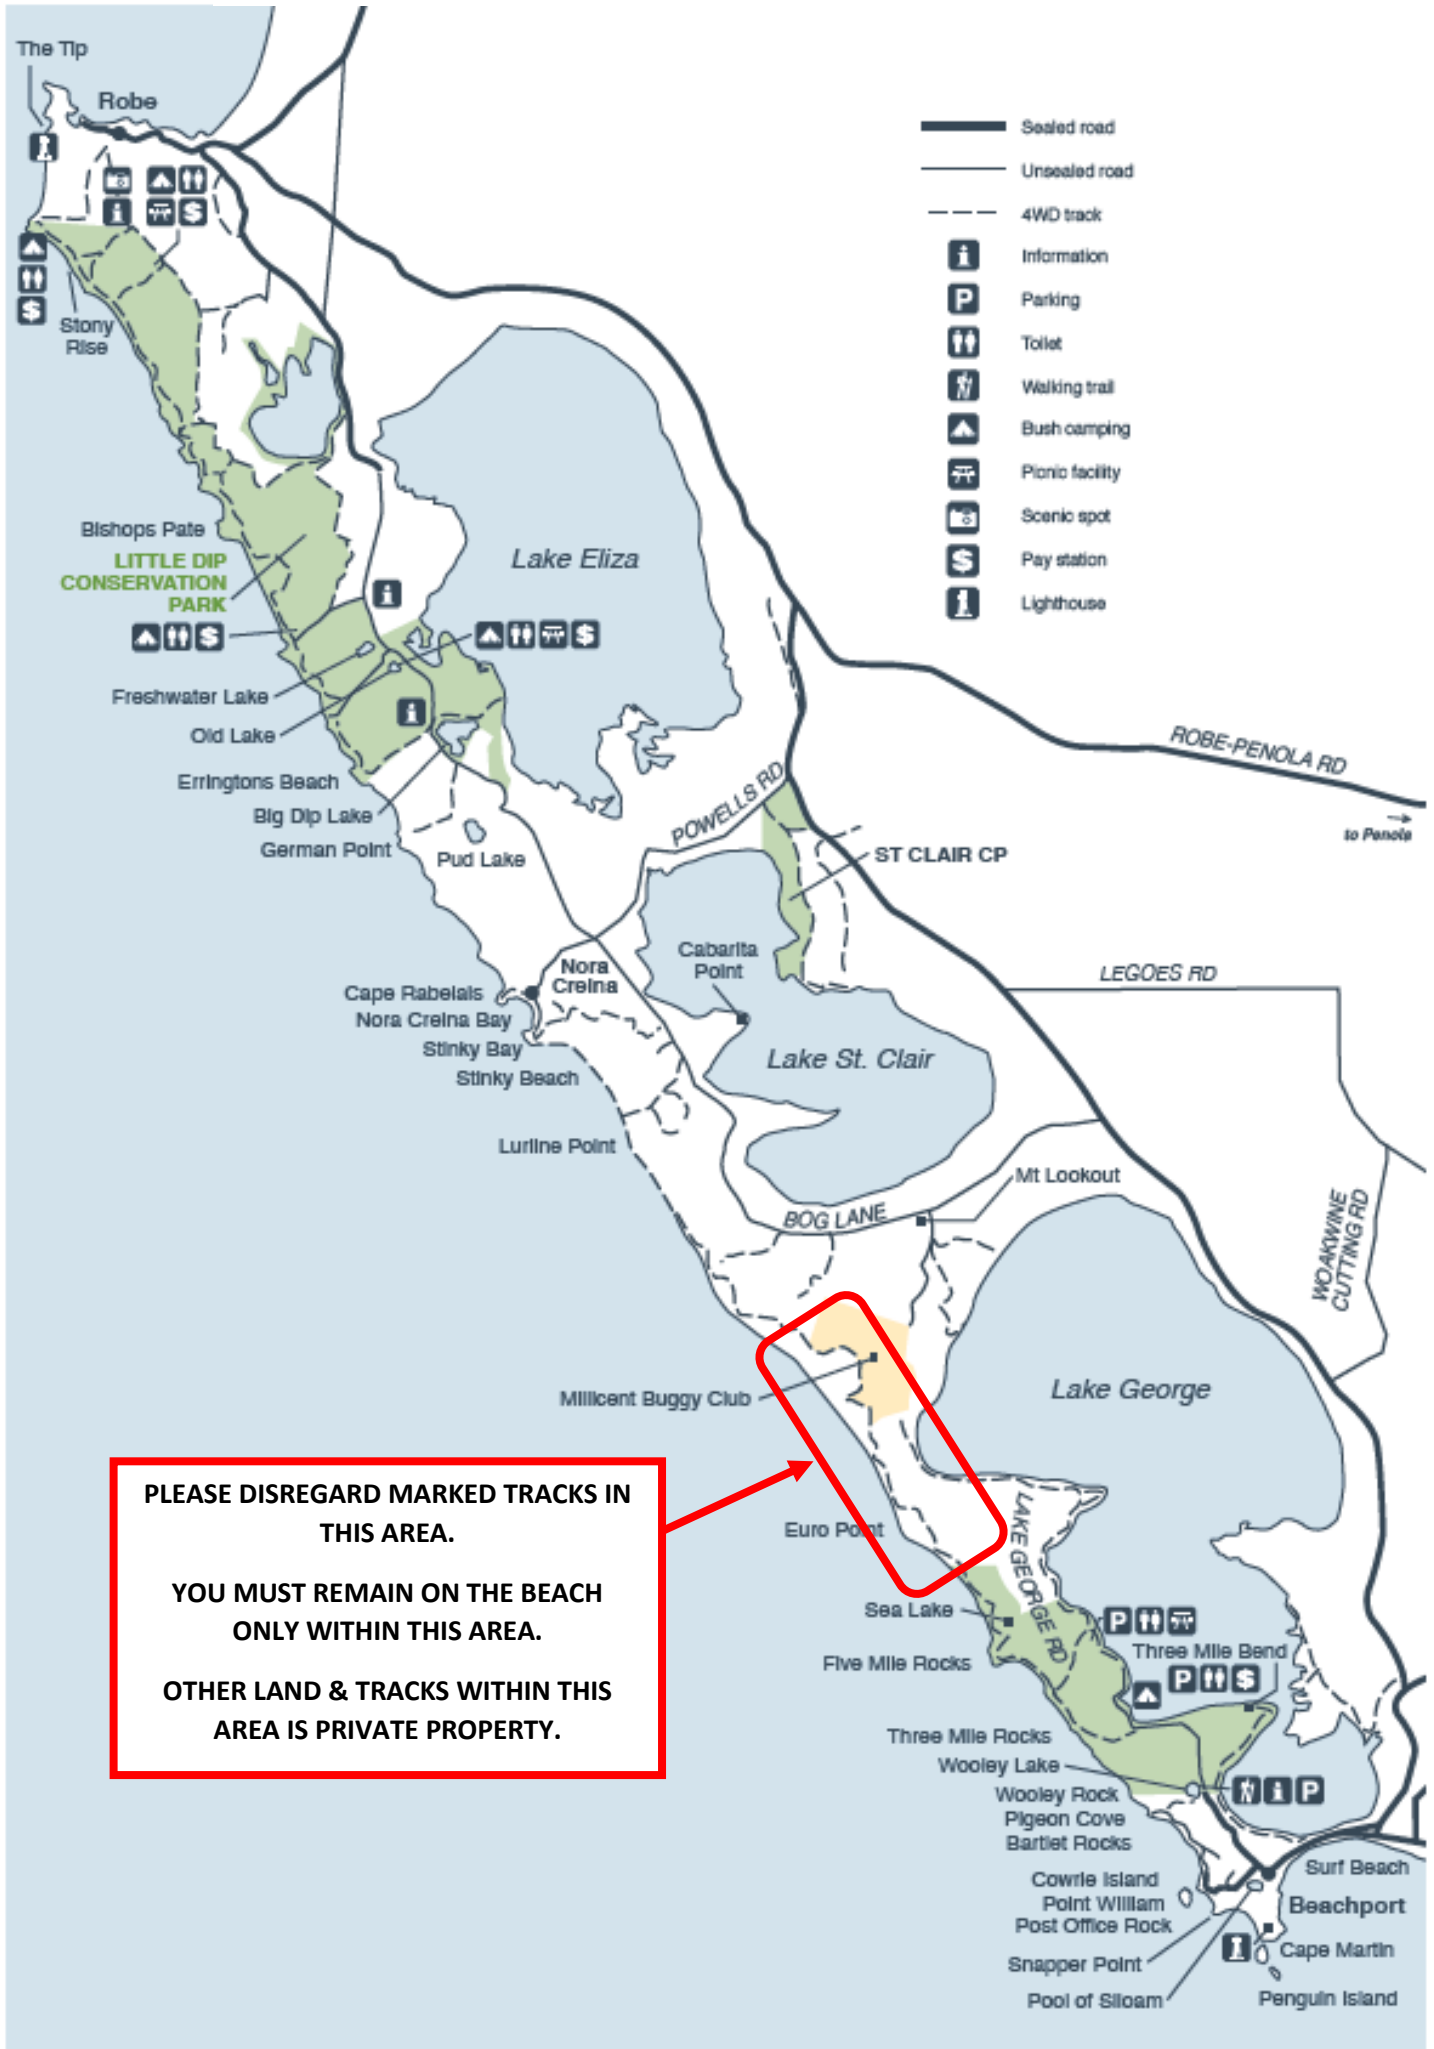 The Tip
Robe
Sealed road
Unsealed road
4WD track
Information
P
Parking
Toilet
Walking trail
Bush camping
Picnic facility
Scenic spot
$
Pay station
Lighthouse
$
$
Stony
Rise
Bishops Pate
LITTLE DIP
CONSERVATION
PARK
$
$
Lake Eliza
Freshwater Lake
Old Lake
Erringtons Beach
Big Dip Lake
German Point
Pud Lake
ROBE-PENOLA RD
to Penola
POWELLS RD
ST CLAIR CP
Cabarita
Point
LEGOES RD
Nora
Creina
Cape Rabelais
Nora Creina Bay
Stinky Bay
Stinky Beach
Lake St. Clair
Lurline Point
Mt Lookout
BOG LANE
WOAKWINE
CUTTING RD
Millicent Buggy Club
Lake George
PLEASE DISREGARD MARKED TRACKS IN
THIS AREA.
YOU MUST REMAIN ON THE BEACH
ONLY WITHIN THIS AREA.
OTHER LAND & TRACKS WITHIN THIS
AREA IS PRIVATE PROPERTY.
Euro Point
LAKE GEORGE RD
Sea Lake
P
Five Mile Rocks
Three Mile Bend
P $
Three Mile Rocks
Wooley Lake
P
Wooley Rock
Pigeon Cove
Bartlet Rocks
Surf Beach
Cowrie Island
Point William
Post Office Rock
Beachport
Snapper Point
Cape Martin
Pool of Siloam
Penguin Island